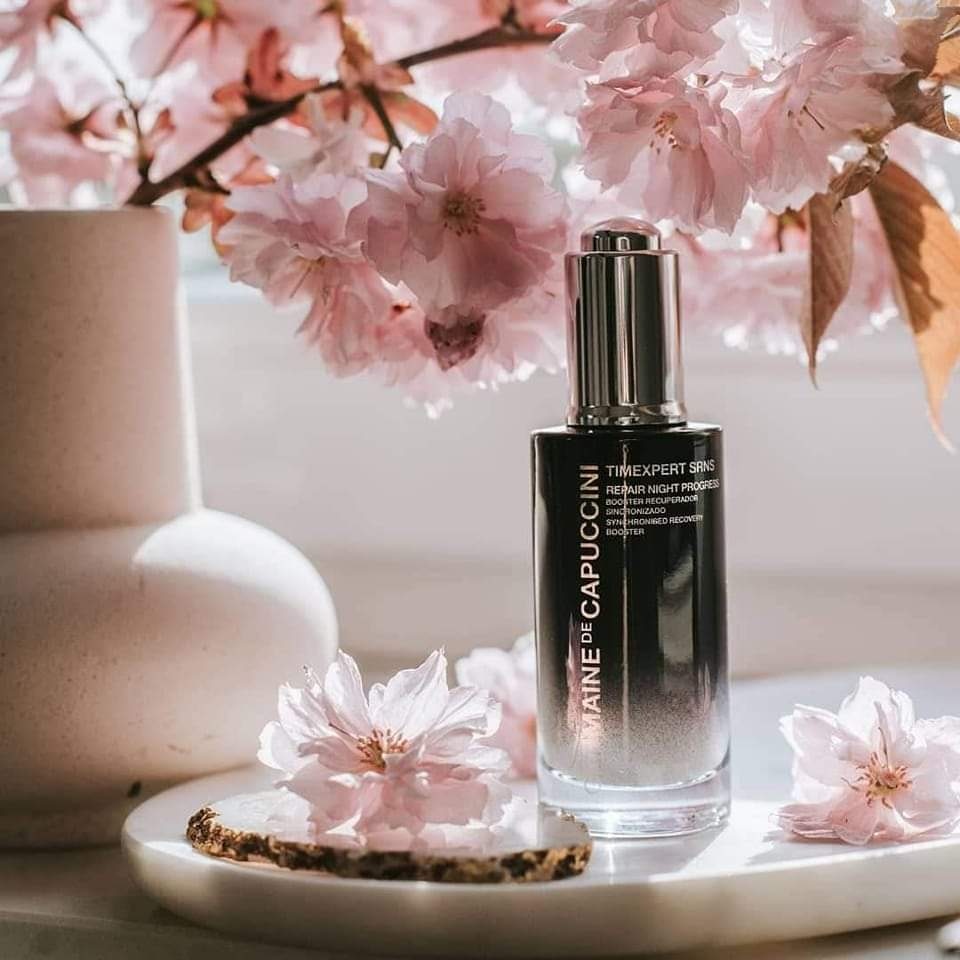 MAINE DE CAPUCCINI
TIMEXPERT SRNS
REPAIR NIGHT PROGRESS
BOOSTER RECUPERADOR
SINCRONIZADO
SYNCHRONISED RECOVERY
BOOSTER